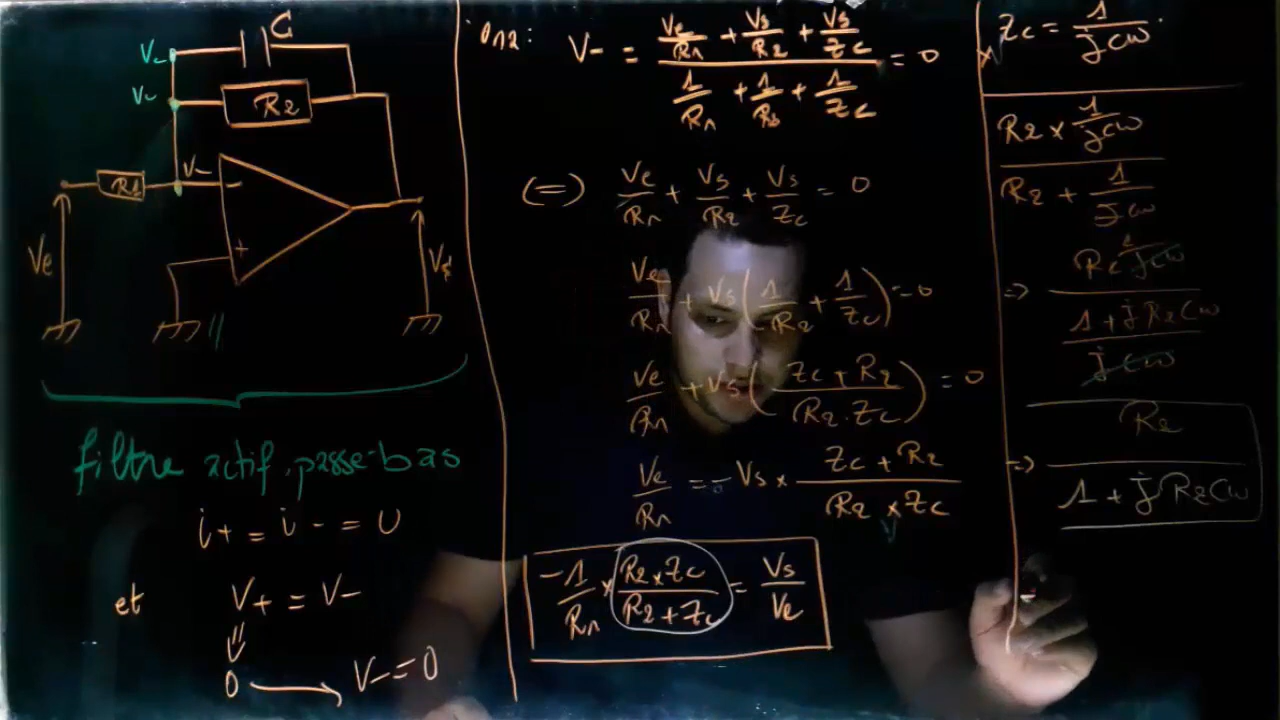 C
V-
R2
V-
V-
R1
-
+
Ve
Vs
filtre actif passe-bas
i+ = i- = 0
et V+ = V-
0 → V- = 0
on a : V- = (Ve/R1 + Vs/R2 + Vs/Zc) / (1/R1 + 1/R2 + 1/Zc) = 0
(=) Ve/R1 + Vs/R2 + Vs/Zc = 0
Ve/R1 + Vs(1/R2 + 1/Zc) = 0
Ve/R1 + Vs((Zc + R2)/(R2 . Zc)) = 0
Ve/R1 = -Vs × (Zc + R2)/(R2 × Zc)
-1/R1 × (R2 × Zc)/(R2 + Zc) = Vs/Ve
Zc = 1/jCω
(R2 × 1/jCω)/(R2 + 1/jCω)
=> (R2/jCω)/((1 + jR2Cω)/jCω)
=> R2/(1 + jR2Cω)